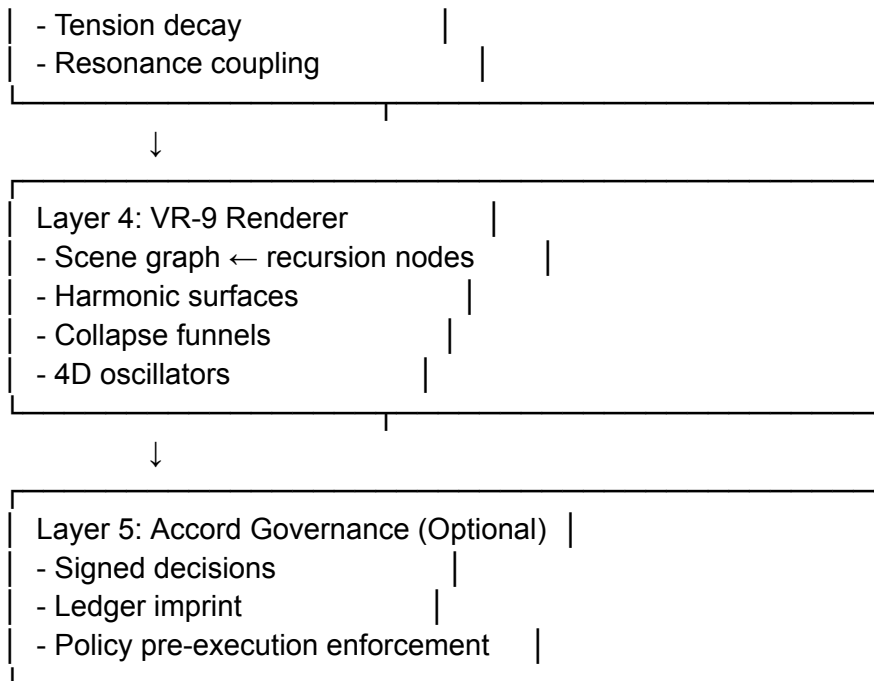 - Tension decay
- Resonance coupling
↓
Layer 4: VR-9 Renderer
- Scene graph ← recursion nodes
- Harmonic surfaces
- Collapse funnels
- 4D oscillators
↓
Layer 5: Accord Governance (Optional)
- Signed decisions
- Ledger imprint
- Policy pre-execution enforcement